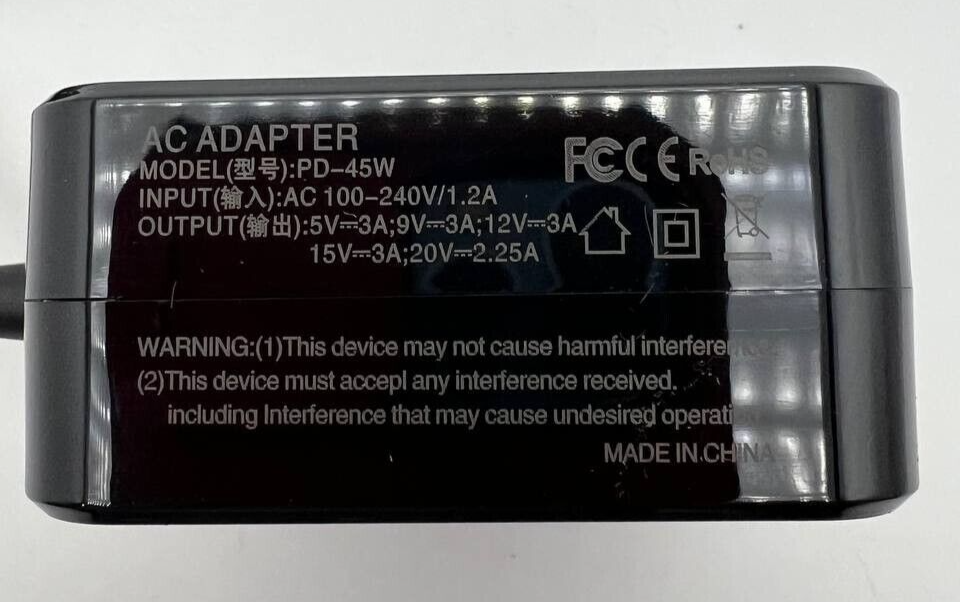 AC ADAPTER
MODEL(型号):PD-45W
FC CE RoHS
INPUT(输入):AC 100-240V/1.2A
OUTPUT(输出):5V⎓3A;9V⎓3A;12V⎓3A
15V⎓3A;20V⎓2.25A
WARNING:(1)This device may not cause harmful interference
(2)This device must accepl any interference received.
including Interference that may cause undesired operati
MADE IN CHINA